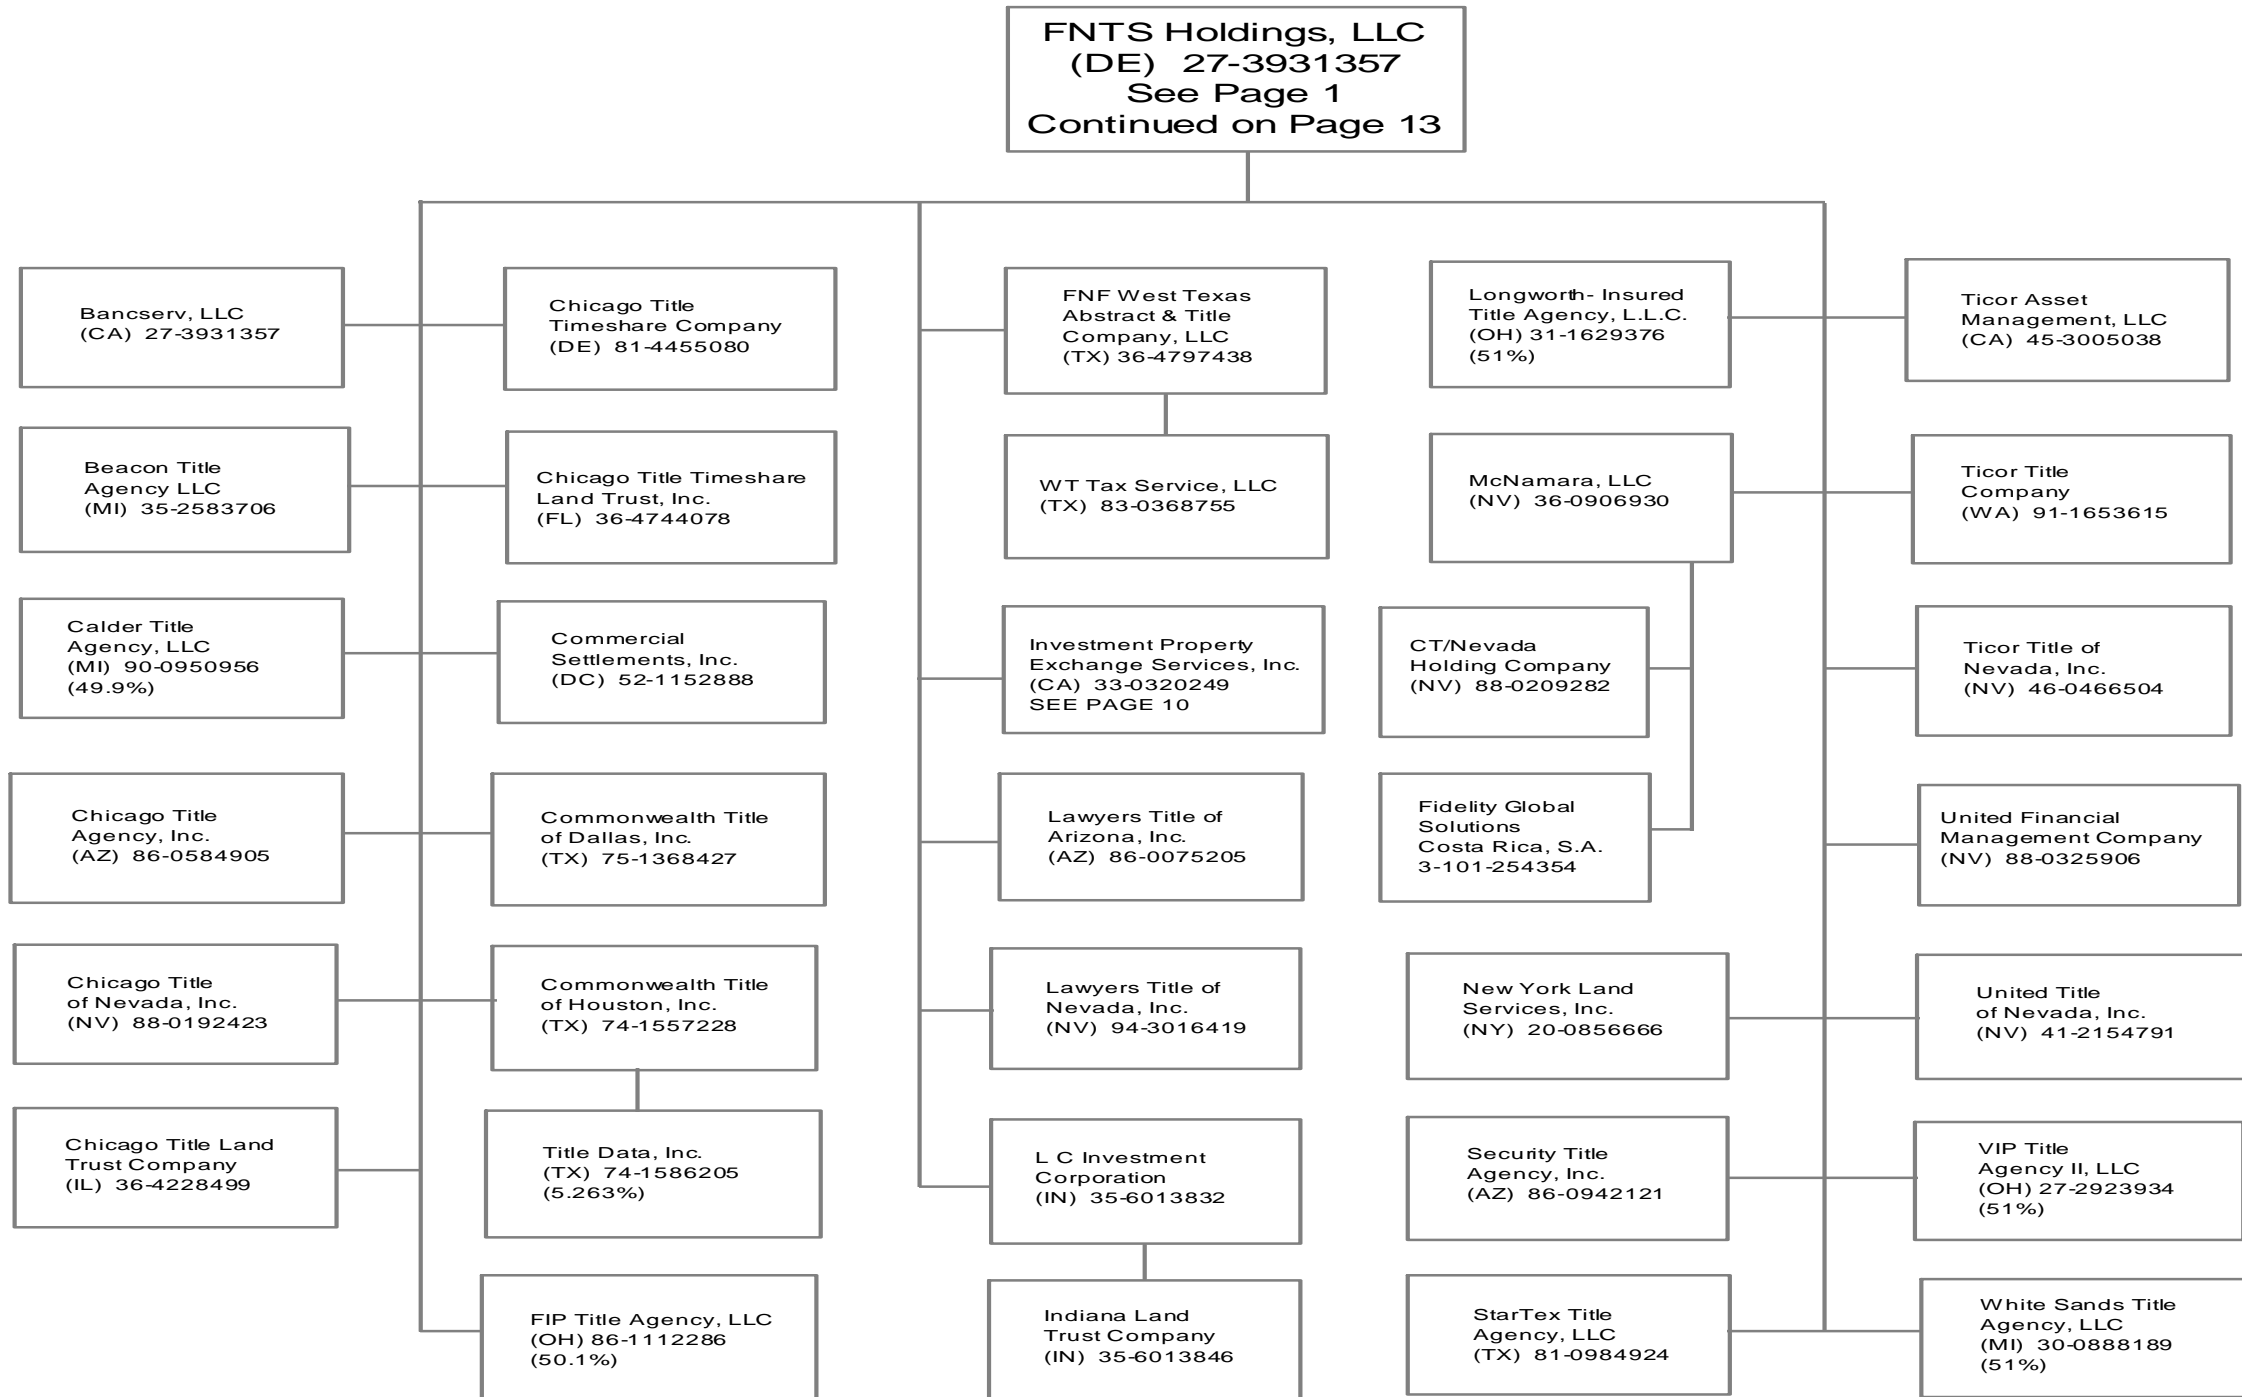 FNTS Holdings, LLC
(DE) 27-3931357
See Page 1
Continued on Page 13
Bancserv, LLC
(CA) 27-3931357
Chicago Title
Timeshare Company
(DE) 81-4455080
FNF West Texas
Abstract & Title
Company, LLC
(TX) 36-4797438
Longworth- Insured
Title Agency, L.L.C.
(OH) 31-1629376
(51%)
Ticor Asset
Management, LLC
(CA) 45-3005038
Beacon Title
Agency LLC
(MI) 35-2583706
Chicago Title Timeshare
Land Trust, Inc.
(FL) 36-4744078
WT Tax Service, LLC
(TX) 83-0368755
McNamara, LLC
(NV) 36-0906930
Ticor Title
Company
(WA) 91-1653615
Calder Title
Agency, LLC
(MI) 90-0950956
(49.9%)
Commercial
Settlements, Inc.
(DC) 52-1152888
Investment Property
Exchange Services, Inc.
(CA) 33-0320249
SEE PAGE 10
CT/Nevada
Holding Company
(NV) 88-0209282
Ticor Title of
Nevada, Inc.
(NV) 46-0466504
Chicago Title
Agency, Inc.
(AZ) 86-0584905
Commonwealth Title
of Dallas, Inc.
(TX) 75-1368427
Lawyers Title of
Arizona, Inc.
(AZ) 86-0075205
Fidelity Global
Solutions
Costa Rica, S.A.
3-101-254354
United Financial
Management Company
(NV) 88-0325906
Chicago Title
of Nevada, Inc.
(NV) 88-0192423
Commonwealth Title
of Houston, Inc.
(TX) 74-1557228
Lawyers Title of
Nevada, Inc.
(NV) 94-3016419
New York Land
Services, Inc.
(NY) 20-0856666
United Title
of Nevada, Inc.
(NV) 41-2154791
Chicago Title Land
Trust Company
(IL) 36-4228499
Title Data, Inc.
(TX) 74-1586205
(5.263%)
L C Investment
Corporation
(IN) 35-6013832
Security Title
Agency, Inc.
(AZ) 86-0942121
VIP Title
Agency II, LLC
(OH) 27-2923934
(51%)
FIP Title Agency, LLC
(OH) 86-1112286
(50.1%)
Indiana Land
Trust Company
(IN) 35-6013846
StarTex Title
Agency, LLC
(TX) 81-0984924
White Sands Title
Agency, LLC
(MI) 30-0888189
(51%)